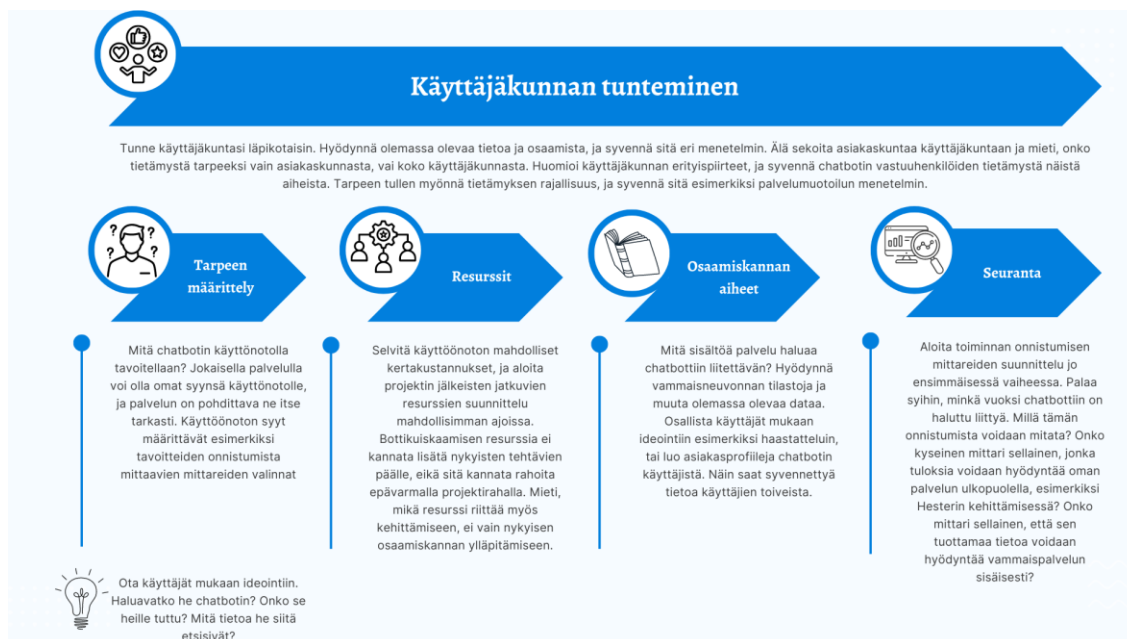 Käyttäjäkunnan tunteminen
Tunne käyttäjäkuntasi läpikotaisin. Hyödynnä olemassa olevaa tietoa ja osaamista, ja syvennä sitä eri menetelmin. Älä sekoita asiakaskuntaa käyttäjäkuntaan ja mieti, onko
tietämystä tarpeeksi vain asiakaskunnasta, vai koko käyttäjäkunnasta. Huomioi käyttäjäkunnan erityispiirteet, ja syvennä chatbotin vastuuhenkilöiden tietämystä näistä
aiheista. Tarpeen tullen myönnä tietämyksen rajallisuus, ja syvennä sitä esimerkiksi palvelumuotoilun menetelmin.
Tarpeen
määrittely
Mitä chatbotin käyttönotolla
tavoitellaan? Jokaisella palvelulla
voi olla omat syynsä käyttönotolle,
ja palvelun on pohdittava ne itse
tarkasti. Käyttöönoton syyt
määrittävät esimerkiksi
tavoitteiden onnistumista
mittaavien mittareiden valinnat
Resurssit
Selvitä käyttöönoton mahdolliset
kertakustannukset, ja aloita
projektin jälkeisten jatkuvien
resurssien suunnittelu
mahdollisimman ajoissa.
Bottikuiskaamisen resurssia ei
kannata lisätä nykyisten tehtävien
päälle, eikä sitä kannata rahoita
epävarmalla projektirahalla. Mieti,
mikä resurssi riittää myös
kehittämiseen, ei vain nykyisen
osaamiskannan ylläpitämiseen.
Osaamiskannan
aiheet
Mitä sisältöä palvelu haluaa
chatbottiin liitettävän? Hyödynnä
vammaisneuvonnan tilastoja ja
muuta olemassa olevaa dataa.
Osallista käyttäjät mukaan
ideointiin esimerkiksi haastatteluin,
tai luo asiakasprofiileja chatbotin
käyttäjistä. Näin saat syvennettyä
tietoa käyttäjien toiveista.
Seuranta
Aloita toiminnan onnistumisen
mittareiden suunnittelu jo
ensimmäisessä vaiheessa. Palaa
syihin, minkä vuoksi chatbottiin on
haluttu liittyä. Millä tämän
onnistumista voidaan mitata? Onko
kyseinen mittari sellainen, jonka
tuloksia voidaan hyödyntää oman
palvelun ulkopuolella, esimerkiksi
Hesterin kehittämisessä? Onko
mittari sellainen, että sen
tuottamaa tietoa voidaan
hyödyntää vammaispalvelun
sisäisesti?
Ota käyttäjät mukaan ideointiin.
Haluavatko he chatbotin? Onko se
heille tuttu? Mitä tietoa he siitä
etsisivät?